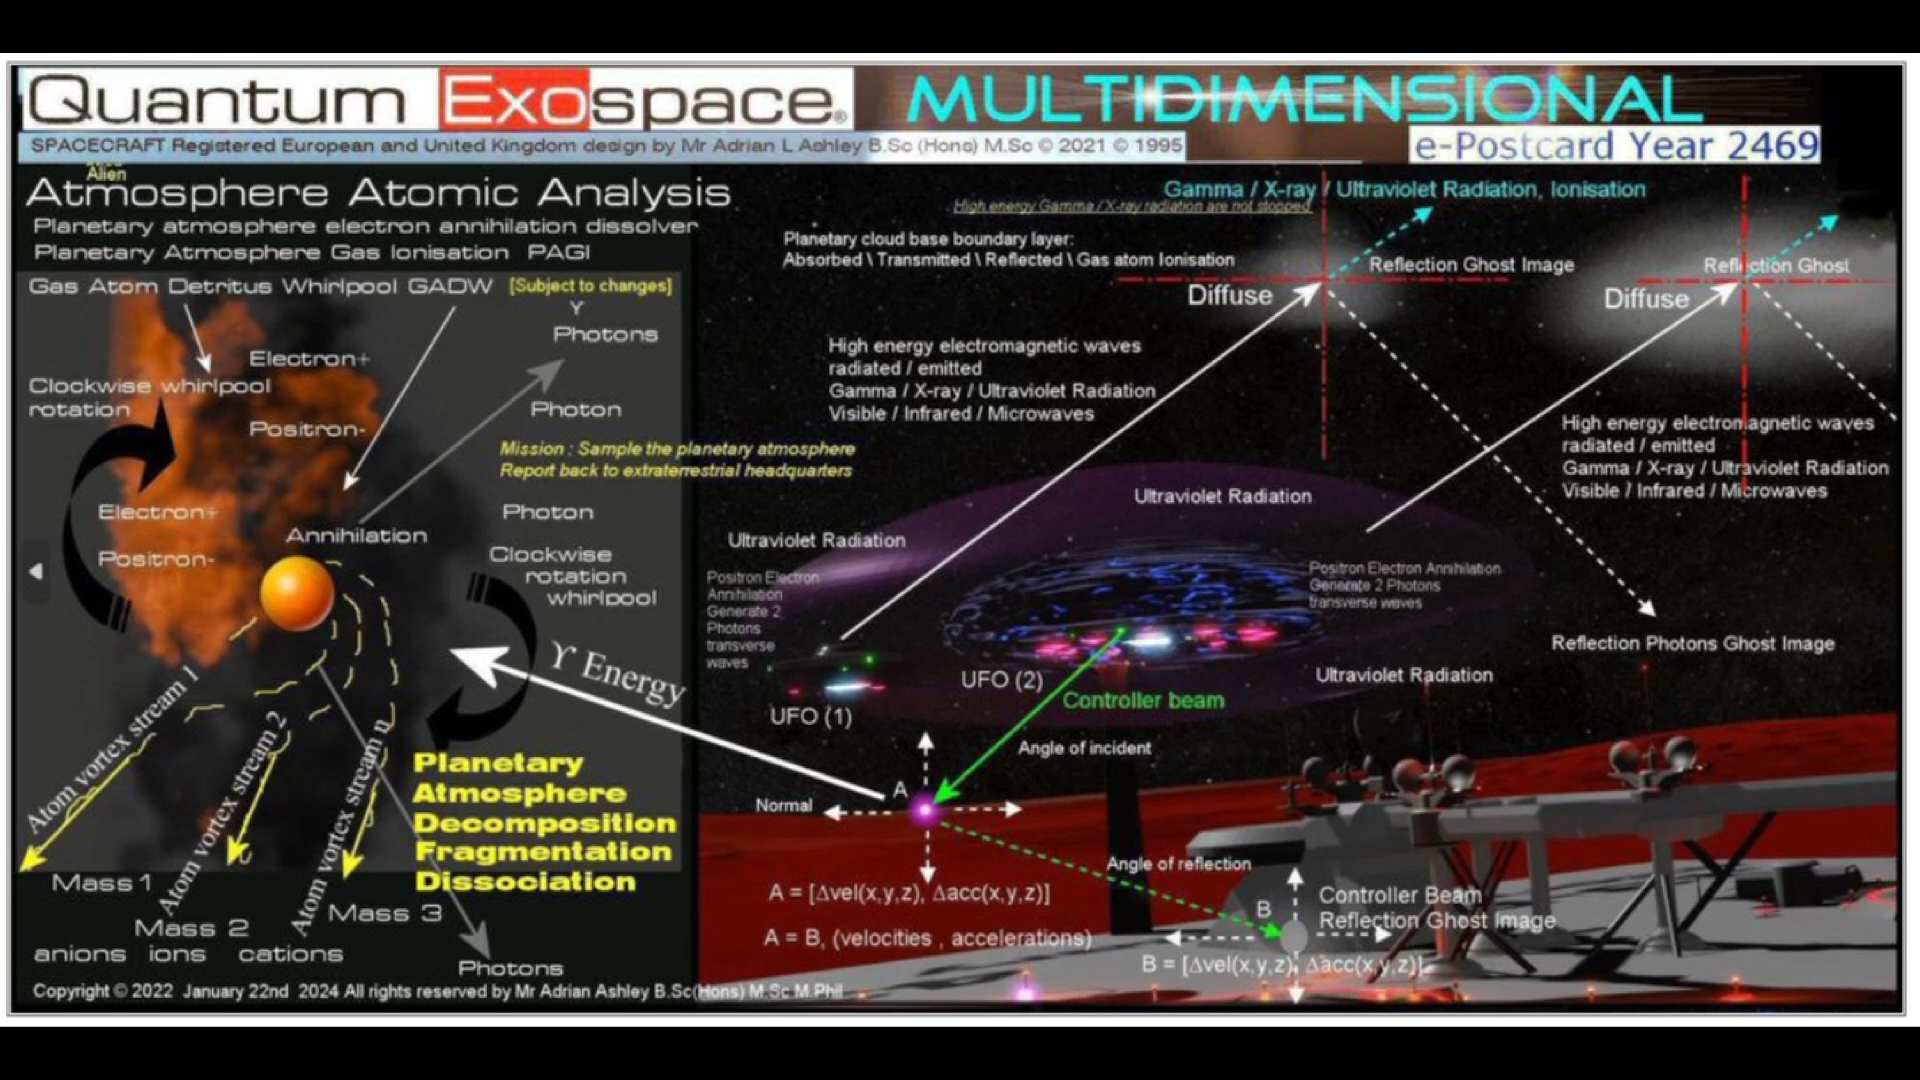 Quantum Exospace®
MULTIDIMENSIONAL
SPACECRAFT Registered European and United Kingdom design by Mr Adrian L Ashley B.Sc (Hons) M.Sc © 2021 © 1995
e-Postcard Year 2469
Alien
Atmosphere Atomic Analysis
Planetary atmosphere electron annihilation dissolver
Planetary Atmosphere Gas Ionisation PAGI
Gas Atom Detritus Whirlpool GADW [Subject to changes]
Y
Photons
Electron+
Clockwise whirlpool
rotation
Photon
Positron-
Mission : Sample the planetary atmosphere
Report back to extraterrestrial headquarters
Electron+
Photon
Annihilation
Positron-
Clockwise
rotation
whirlpool
ϒ Energy
Atom vortex stream 1
Atom vortex stream 2
Atom vortex stream n
Planetary
Atmosphere
Decomposition
Fragmentation
Dissociation
Mass 1
Mass 2
Mass 3
anions ions cations
Photons
Copyright © 2022 January 22nd 2024 All rights reserved by Mr Adrian Ashley B.Sc(Hons) M.Sc M.Phil
Gamma / X-ray / Ultraviolet Radiation, Ionisation
High energy Gamma / X-ray radiation are not stopped
Planetary cloud base boundary layer:
Absorbed \ Transmitted \ Reflected \ Gas atom Ionisation
Reflection Ghost Image
Reflection Ghost
Diffuse
Diffuse
High energy electromagnetic waves
radiated / emitted
Gamma / X-ray / Ultraviolet Radiation
Visible / Infrared / Microwaves
High energy electromagnetic waves
radiated / emitted
Gamma / X-ray / Ultraviolet Radiation
Visible / Infrared / Microwaves
Ultraviolet Radiation
Ultraviolet Radiation
Positron Electron
Annihilation
Generate 2
Photons
transverse
waves
Positron Electron Annihilation
Generate 2 Photons
transverse waves
Reflection Photons Ghost Image
UFO (2)
Ultraviolet Radiation
Controller beam
UFO (1)
Angle of incident
A
Normal
Angle of reflection
A = [Δvel(x,y,z), Δacc(x,y,z)]
B
Controller Beam
Reflection Ghost Image
A = B, (velocities , accelerations)
B = [Δvel(x,y,z), Δacc(x,y,z)]